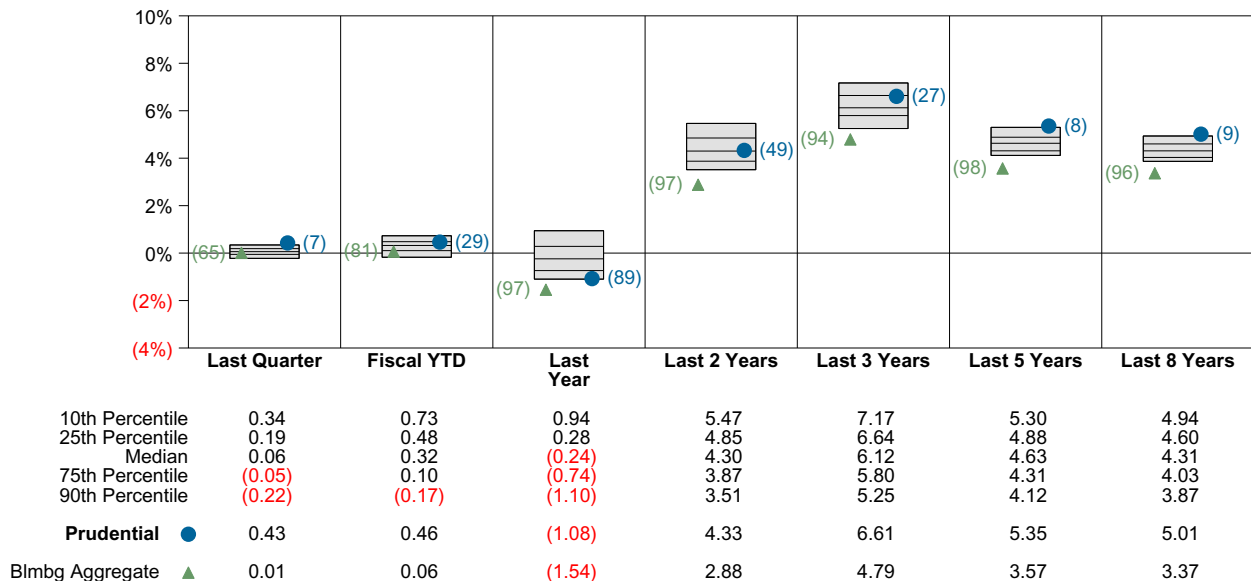 10%
8%
6%
4%
2%
0%
(2%)
(4%)
(65) (7)
(81) (29)
(97) (89)
(97) (49)
(94) (27)
(98) (8)
(96) (9)
Last Quarter Fiscal YTD Last Year Last 2 Years Last 3 Years Last 5 Years Last 8 Years
10th Percentile 0.34 0.73 0.94 5.47 7.17 5.30 4.94
25th Percentile 0.19 0.48 0.28 4.85 6.64 4.88 4.60
Median 0.06 0.32 (0.24) 4.30 6.12 4.63 4.31
75th Percentile (0.05) 0.10 (0.74) 3.87 5.80 4.31 4.03
90th Percentile (0.22) (0.17) (1.10) 3.51 5.25 4.12 3.87
Prudential 0.43 0.46 (1.08) 4.33 6.61 5.35 5.01
Blmbg Aggregate 0.01 0.06 (1.54) 2.88 4.79 3.57 3.37